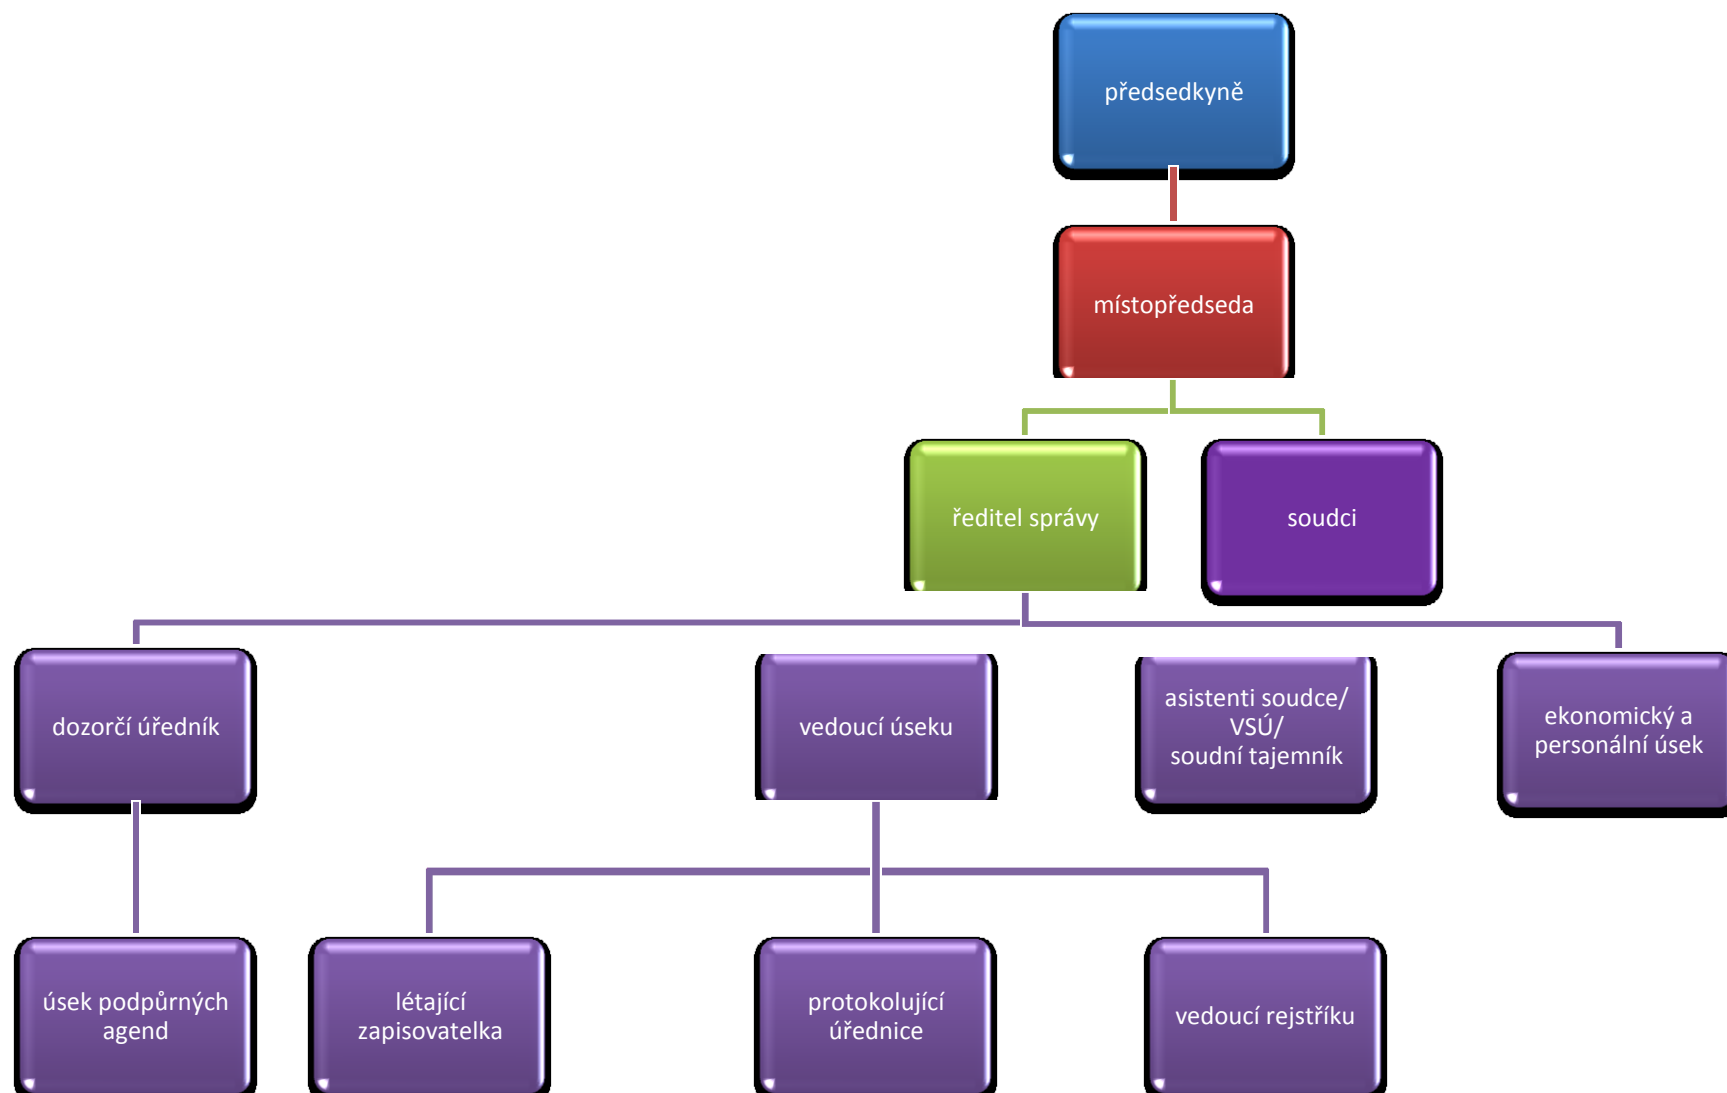 předsedkyně
místopředseda
ředitel správy
soudci
dozorčí úředník
vedoucí úseku
asistenti soudce/
VSÚ/
soudní tajemník
ekonomický a
personální úsek
úsek podpůrných
agend
létající
zapisovatelka
protokolující
úřednice
vedoucí rejstříku